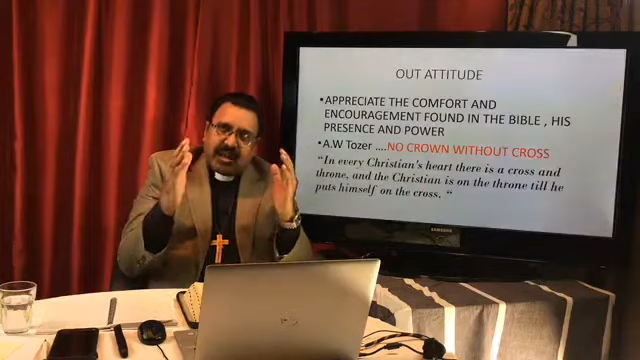 OUT ATTITUDE
•APPRECIATE THE COMFORT AND
ENCOURAGEMENT FOUND IN THE BIBLE , HIS
PRESENCE AND POWER
•A.W Tozer ....NO CROWN WITHOUT CROSS
“In every Christian's heart there is a cross and
throne, and the Christian is on the throne till he
puts himself on the cross. “
SAMSUNG